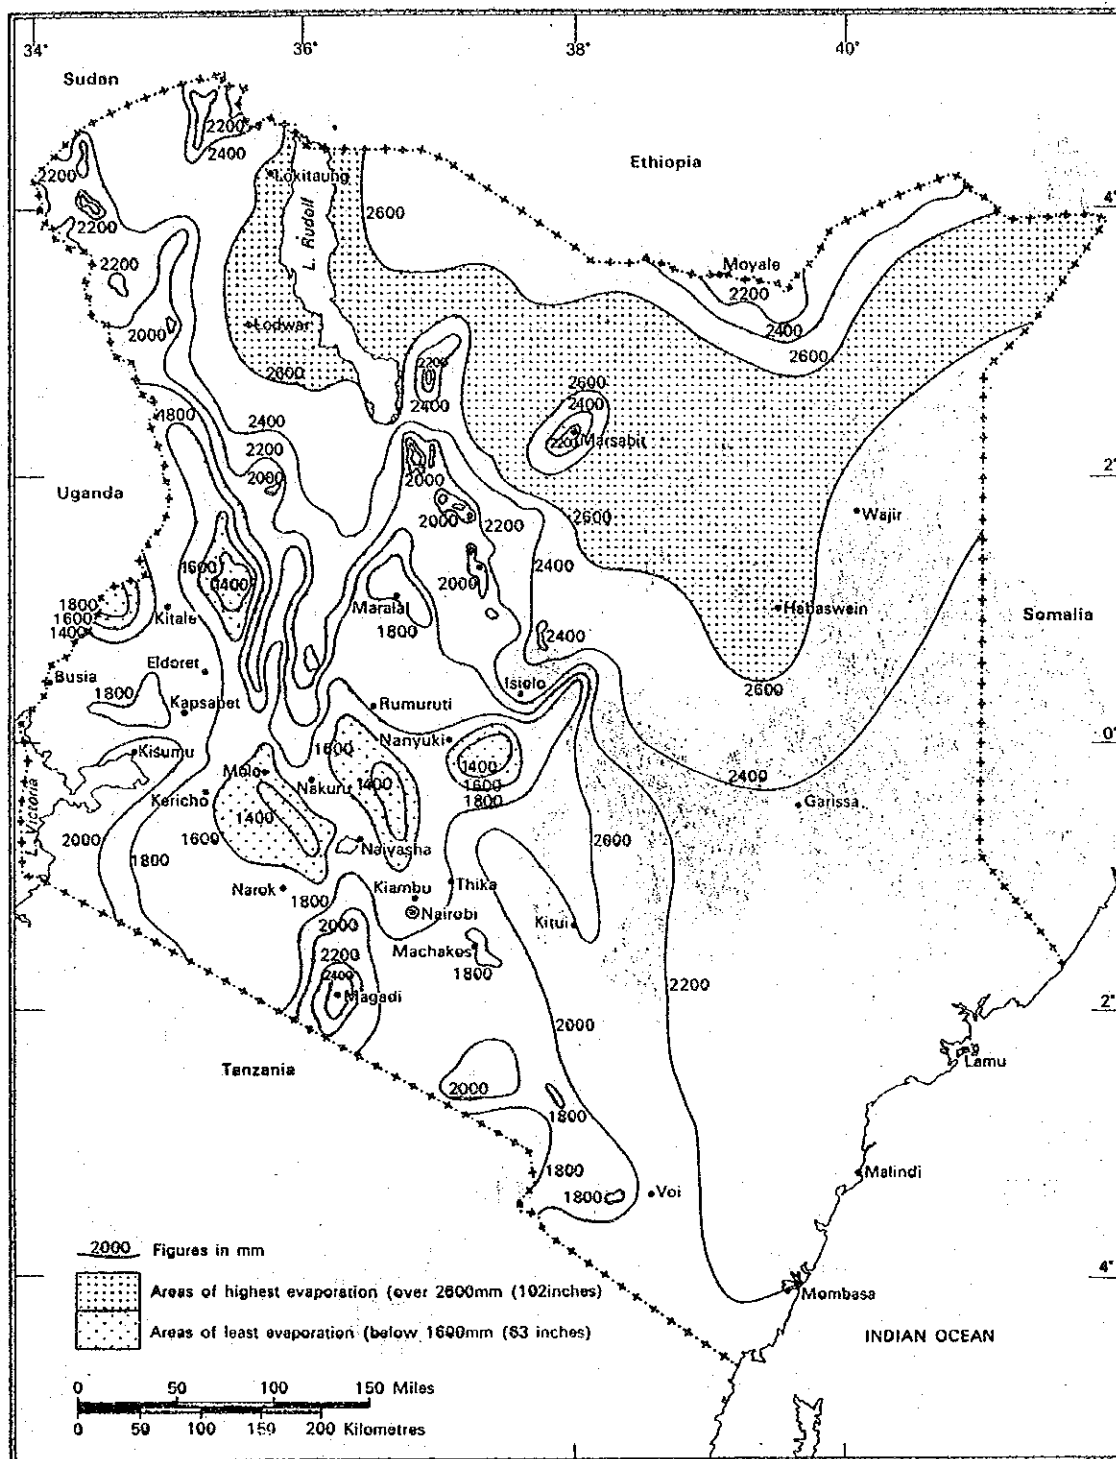 34°
36°
38°
40°
Sudan
2200
2400
Ethiopia
2200
Lokitaung
2600
4°
2200
L. Rudolf
Moyale
2200
2200
2400
2000
Lodwar
2600
2600
2200
2400
2600
2400
2200
Marsabit
1800
2400
2200
2000
2000
2°
Uganda
2600
Wajir
2000
2200
2400
1600
1400
2000
Maralal
1800
1800
1600
1400
Kitale
Habaswein
Somalia
2400
Busia
Eldoret
1800
Kapsabet
Isiolo
2600
Rumuruti
Nanyuki
1600
0°
Kisumu
1400
1600
1800
Molo
Nakuru
1400
2400
Kericho
1400
Garissa
L. Victoria
2000
1600
Naivasha
1800
2000
Narok
1800
Kiambu
Thika
Nairobi
2000
Kitui
2200
Machakos
1800
2400
Magadi
2200
2000
2°
Lamu
Tanzania
2000
1800
1800
Malindi
1800
Voi
2000 Figures in mm
Areas of highest evaporation (over 2600mm (102inches)
Areas of least evaporation (below 1600mm (63 inches)
4°
Mombasa
INDIAN OCEAN
0 50 100 150 Miles
0 50 100 150 200 Kilometres